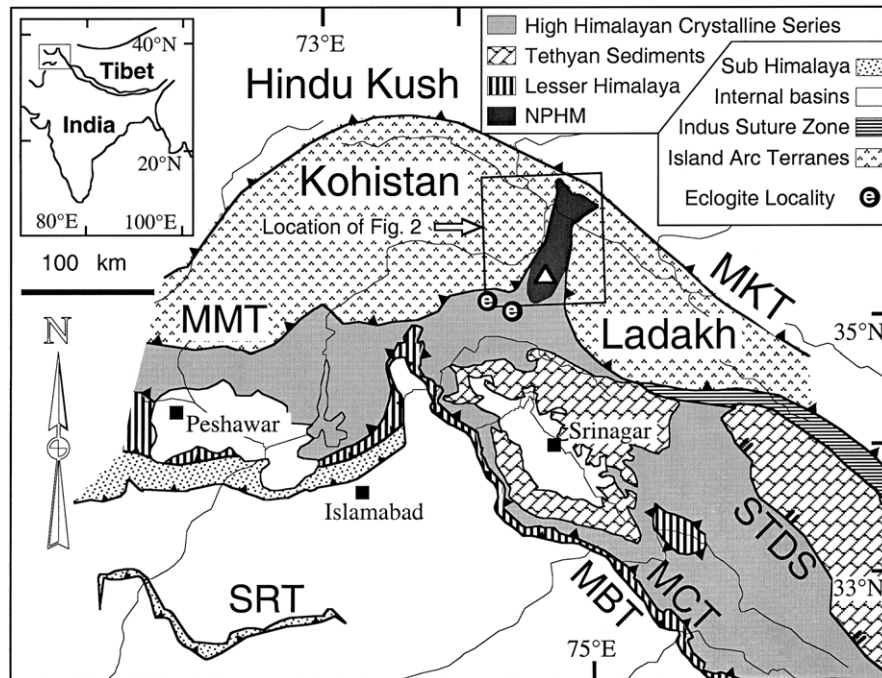 40°N
Tibet
India
20°N
80°E
100°E
100 km
N
73°E
High Himalayan Crystalline Series
Tethyan Sediments
Lesser Himalaya
NPHM
Sub Himalaya
Internal basins
Indus Suture Zone
Island Arc Terranes
Eclogite Locality e
Hindu Kush
Kohistan
Location of Fig. 2
MKT
e
e
MMT
Ladakh
35°N
Peshawar
Srinagar
Islamabad
STDS
SRT
MBT
MCT
33°N
75°E